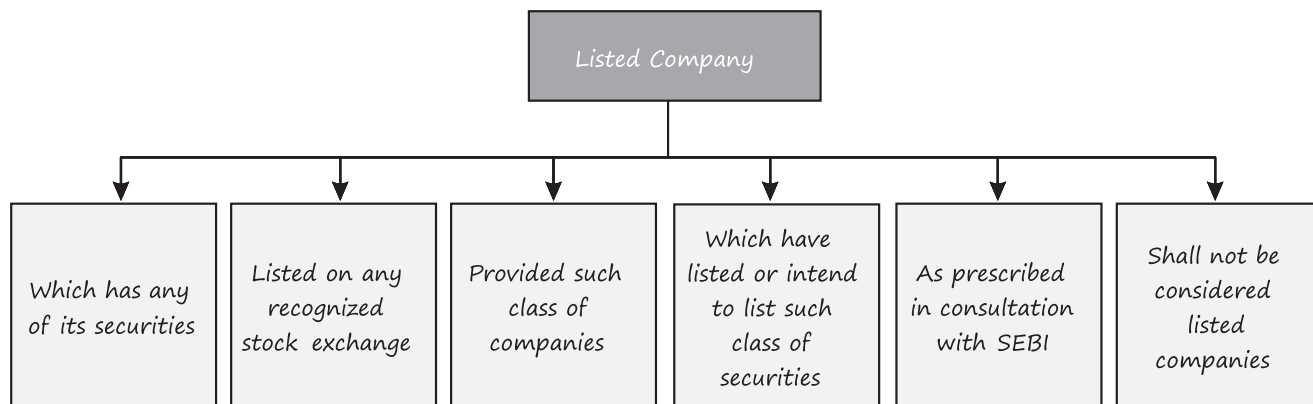 Listed Company
Which has any
of its securities
Listed on any
recognized
stock exchange
Provided such
class of
companies
Which have
listed or intend
to list such
class of
securities
As prescribed
in consultation
with SEBI
Shall not be
considered
listed
companies